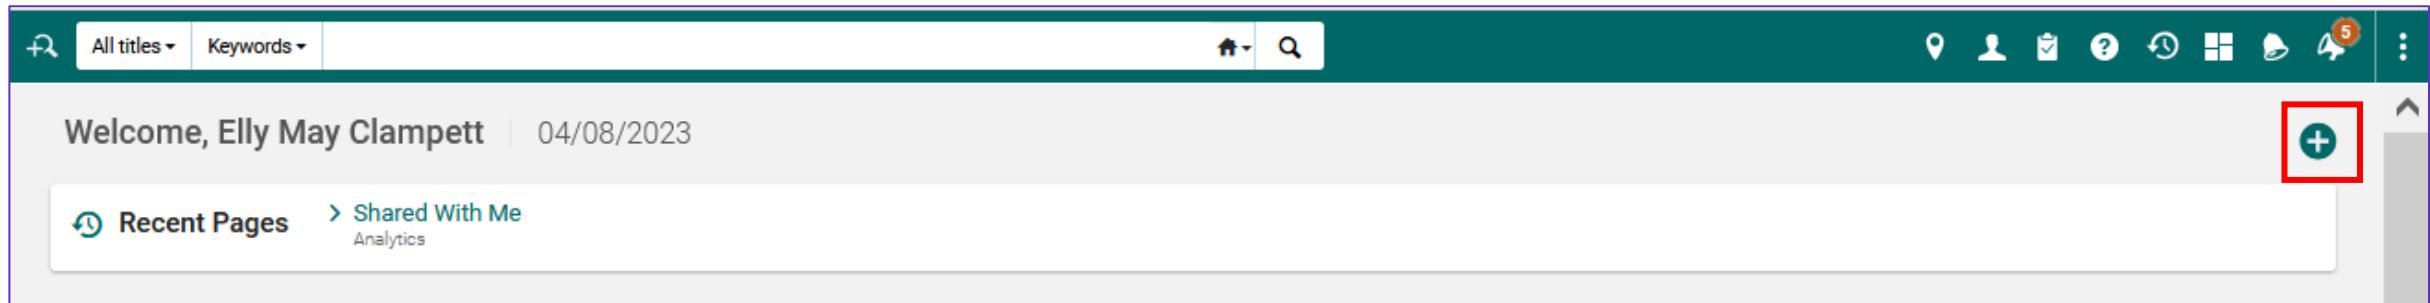 All titles Keywords
5
Welcome, Elly May Clampett 04/08/2023
Recent Pages > Shared With Me
Analytics